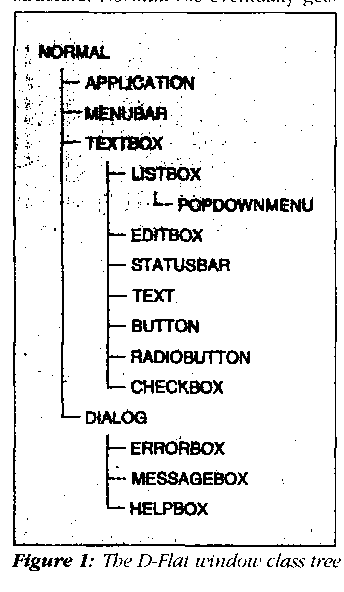 NORMAL
APPLICATION
MENUBAR
TEXTBOX
LISTBOX
POPDOWNMENU
EDITBOX
STATUSBAR
TEXT
BUTTON
RADIOBUTTON
CHECKBOX
DIALOG
ERRORBOX
MESSAGEBOX
HELPBOX
Figure 1: The D-Flat window class tree